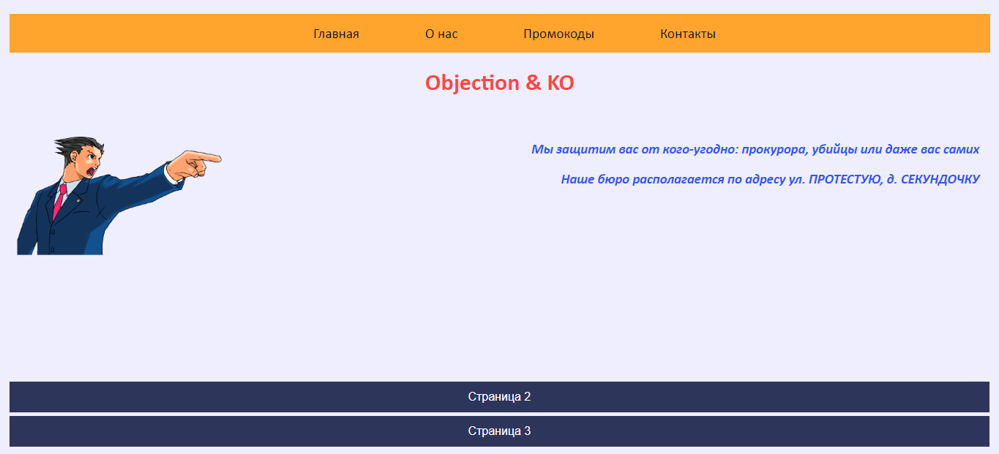 Главная О нас Промокоды Контакты
Objection & KO
Мы защитим вас от кого-угодно: прокурора, убийцы или даже вас самих
Наше бюро располагается по адресу ул. ПРОТЕСТУЮ, д. СЕКУНДОЧКУ
Страница 2
Страница 3